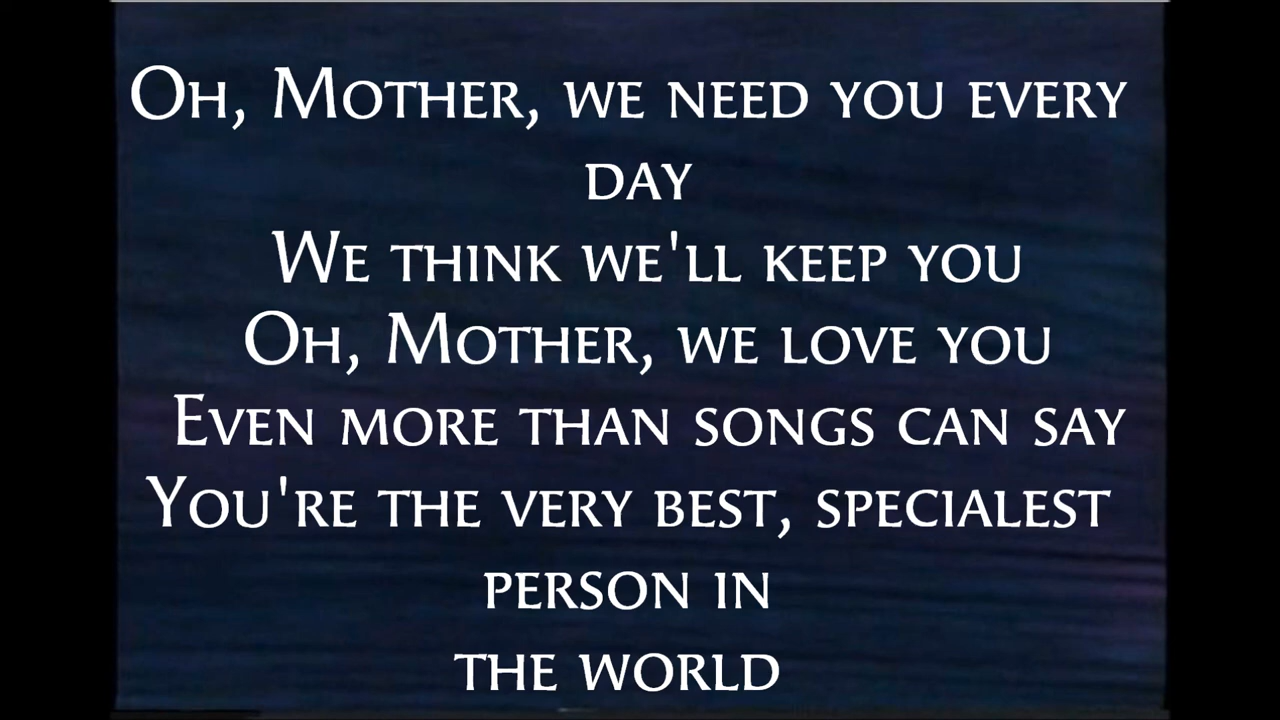 Oh, Mother, we need you every
day
We think we'll keep you
Oh, Mother, we love you
Even more than songs can say
You're the very best, specialest
person in
the world